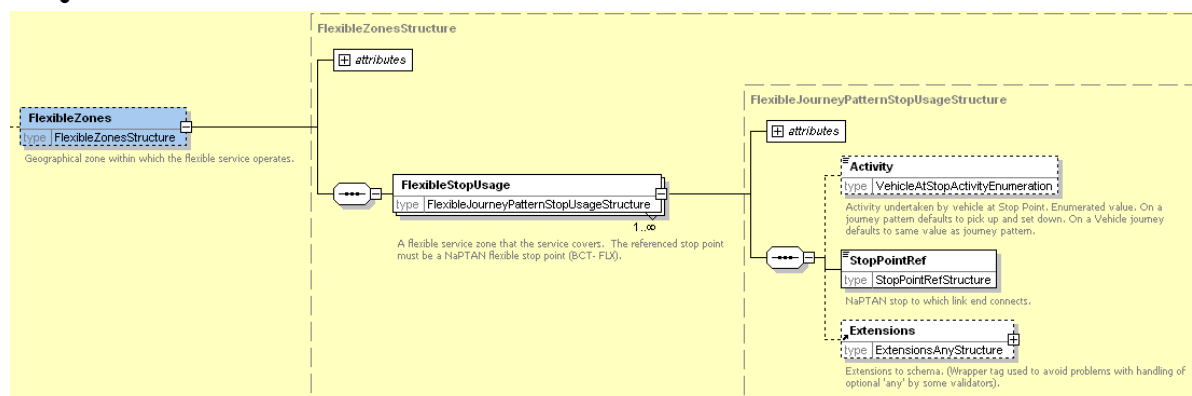 FlexibleZonesStructure
attributes
FlexibleJourneyPatternStopUsageStructure
attributes
FlexibleZones
type FlexibleZonesStructure
Geographical zone within which the flexible service operates.
FlexibleStopUsage
type FlexibleJourneyPatternStopUsageStructure
1..∞
A flexible service zone that the service covers. The referenced stop point
must be a NaPTAN flexible stop point (BCT- FLX).
Activity
type VehicleAtStopActivityEnumeration
Activity undertaken by vehicle at Stop Point. Enumerated value. On a
journey pattern defaults to pick up and set down. On a Vehicle journey
defaults to same value as journey pattern.
StopPointRef
type StopPointRefStructure
NaPTAN stop to which link end connects.
Extensions
type ExtensionsAnyStructure
Extensions to schema. (Wrapper tag used to avoid problems with handling of
optional 'any' by some validators).